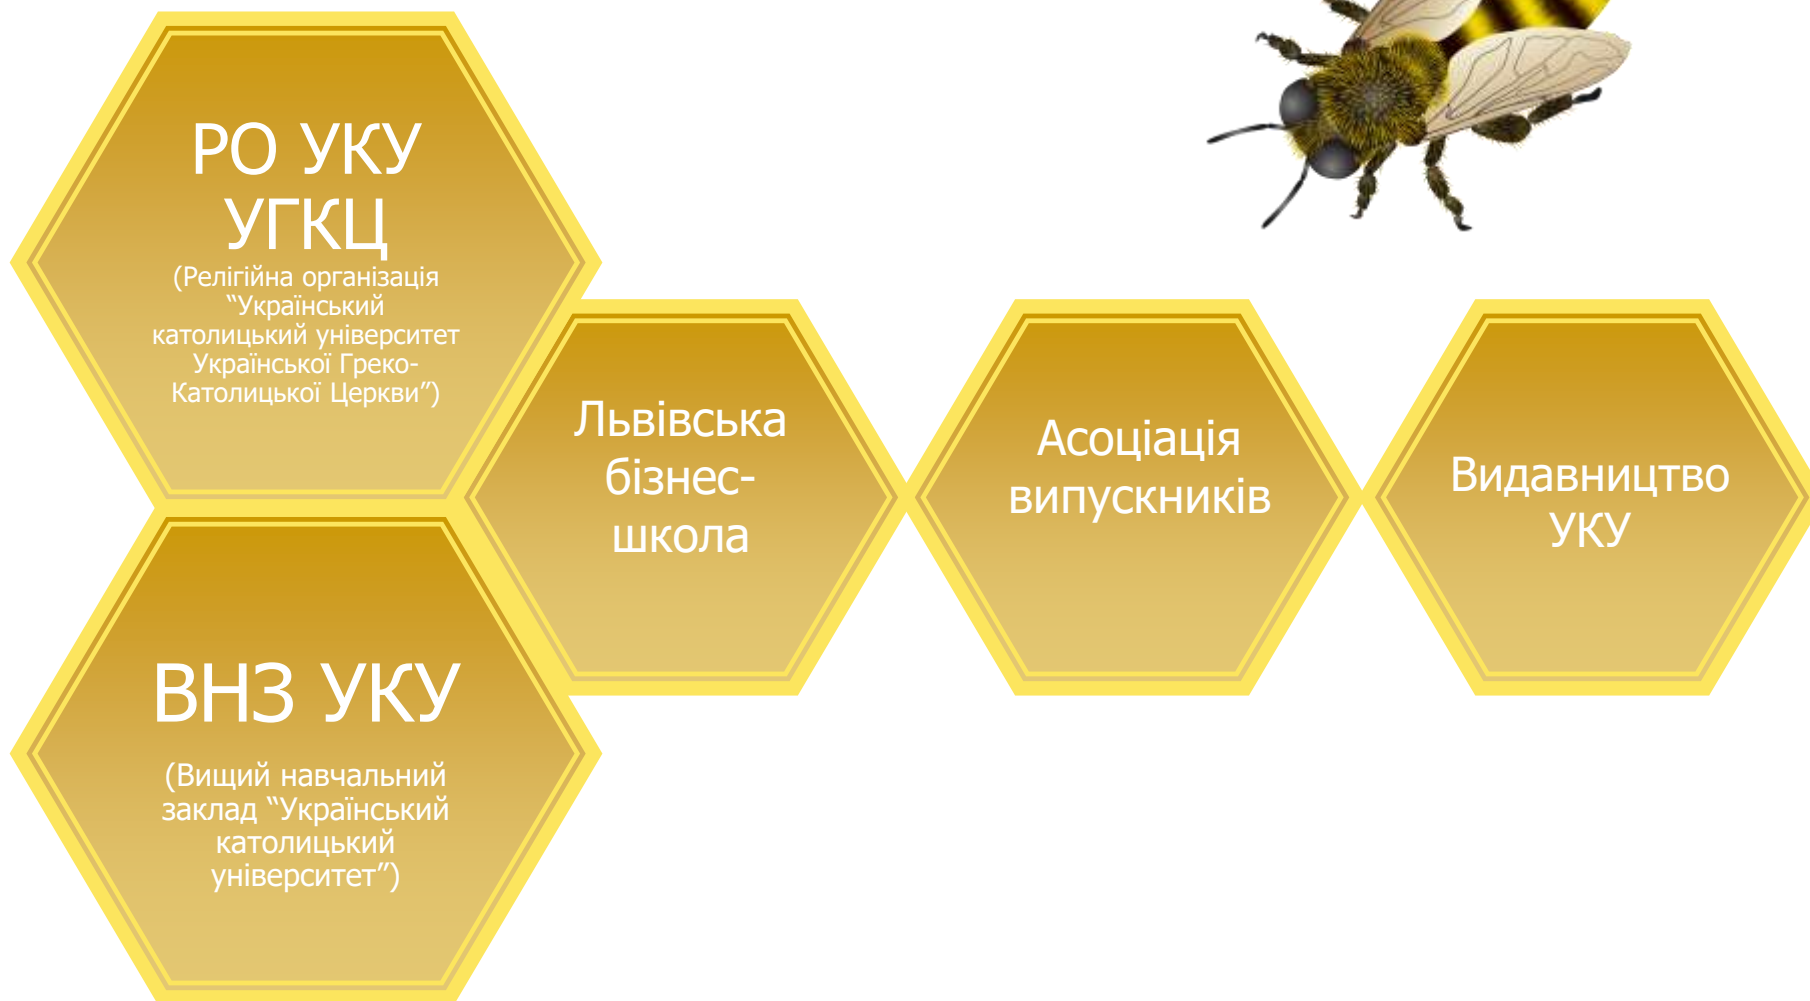 РО УКУ
УГКЦ
(Релігійна організація
“Український
католицький університет
Української Греко-
Католицької Церкви”)
Львівська
бізнес-
школа
Асоціація
випускників
Видавництво
УКУ
ВНЗ УКУ
(Вищий навчальний
заклад “Український
католицький
університет”)